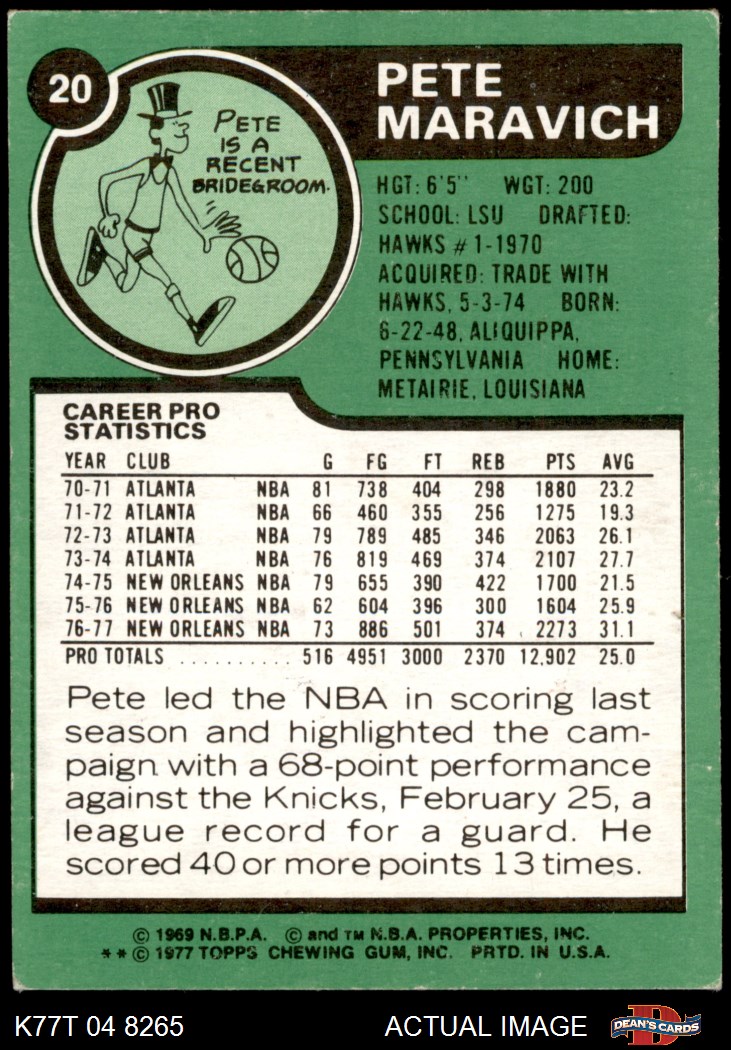 20
PETE
MARAVICH
PETE
IS A
RECENT
BRIDEGROOM.
HGT: 6'5" WGT: 200
SCHOOL: LSU DRAFTED:
HAWKS # 1-1970
ACQUIRED: TRADE WITH
HAWKS, 5-3-74 BORN:
6-22-48, ALIQUIPPA,
PENNSYLVANIA HOME:
METAIRIE, LOUISIANA
CAREER PRO
STATISTICS
YEAR CLUB G FG FT REB PTS AVG
70-71 ATLANTA NBA 81 738 404 298 1880 23.2
71-72 ATLANTA NBA 66 460 355 256 1275 19.3
72-73 ATLANTA NBA 79 789 485 346 2063 26.1
73-74 ATLANTA NBA 76 819 469 374 2107 27.7
74-75 NEW ORLEANS NBA 79 655 390 422 1700 21.5
75-76 NEW ORLEANS NBA 62 604 396 300 1604 25.9
76-77 NEW ORLEANS NBA 73 886 501 374 2273 31.1
PRO TOTALS .......... 516 4951 3000 2370 12,902 25.0
Pete led the NBA in scoring last
season and highlighted the cam-
paign with a 68-point performance
against the Knicks, February 25, a
league record for a guard. He
scored 40 or more points 13 times.
© 1969 N.B.P.A. © and TM N.B.A. PROPERTIES, INC.
**© 1977 TOPPS CHEWING GUM, INC. PRTD. IN U.S.A.
K77T 04 8265 ACTUAL IMAGE
D
DEAN'S CARDS